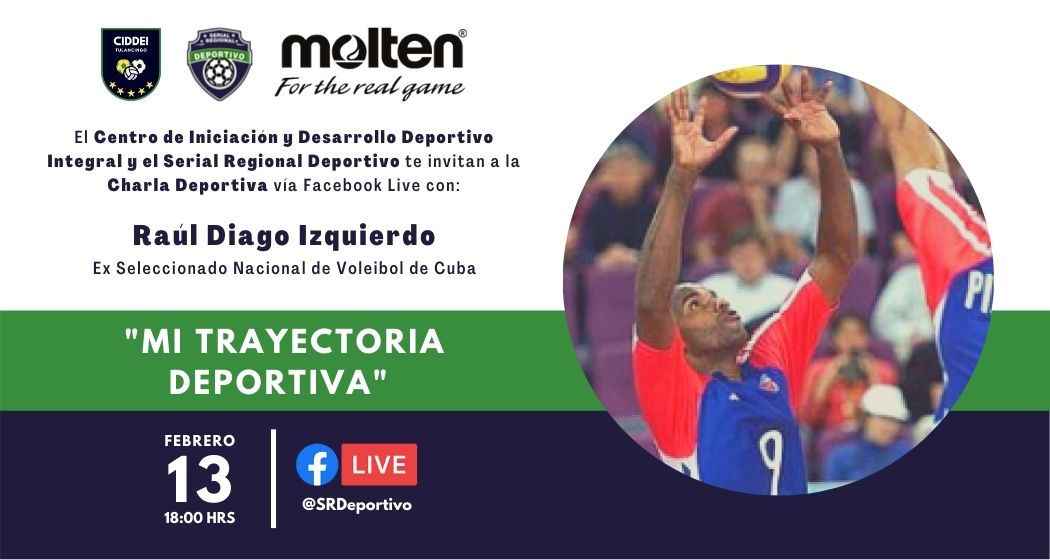 CIDDEI
TULANCINGO
SERIAL
REGIONAL
DEPORTIVO
molten®
For the real game
El Centro de Iniciación y Desarrollo Deportivo
Integral y el Serial Regional Deportivo te invitan a la
Charla Deportiva vía Facebook Live con:
Raúl Diago Izquierdo
Ex Seleccionado Nacional de Voleibol de Cuba
"MI TRAYECTORIA
DEPORTIVA"
FEBRERO
13
18:00 HRS
f LIVE
@SRDeportivo
9
PI